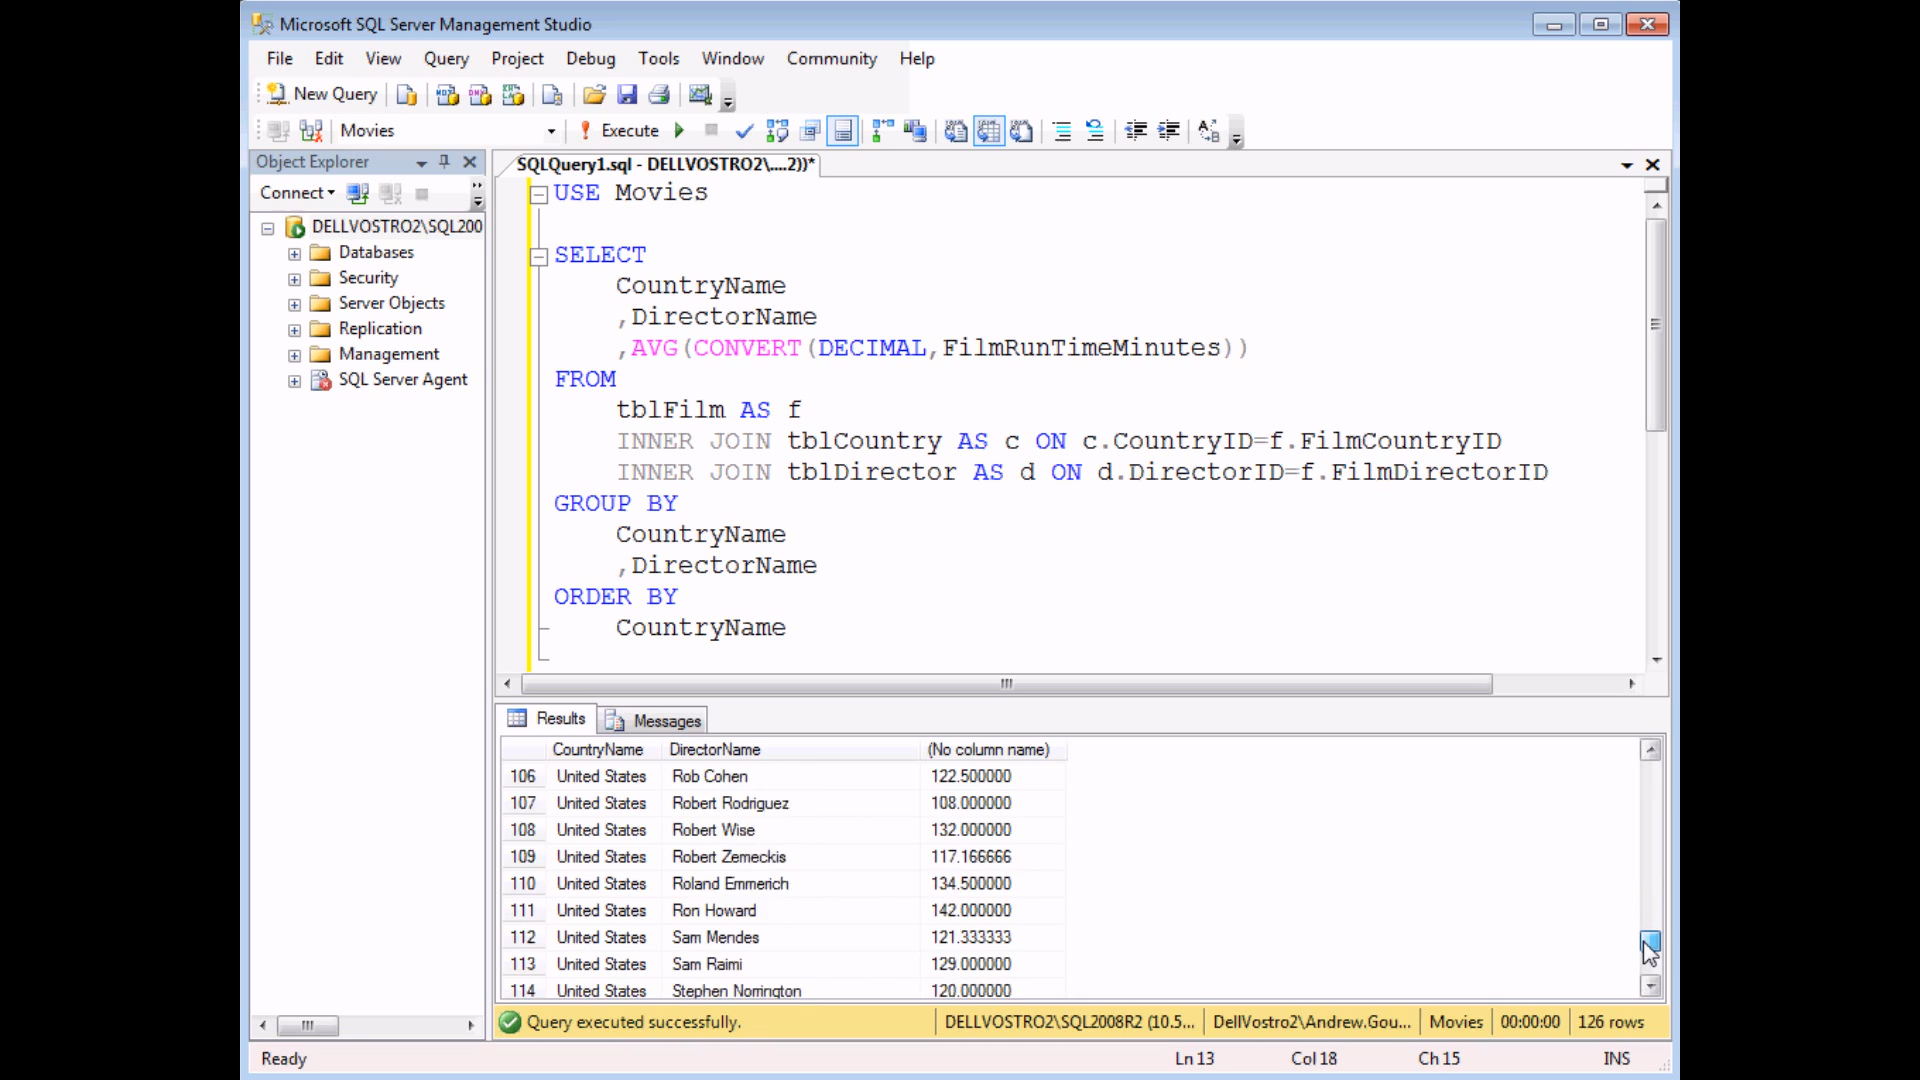 Microsoft SQL Server Management Studio
File Edit View Query Project Debug Tools Window Community Help
New Query
Movies Execute
Object Explorer
SQLQuery1.sql - DELLVOSTRO2\....2))*
Connect
DELLVOSTRO2\SQL200
Databases
Security
Server Objects
Replication
Management
SQL Server Agent
USE Movies
SELECT
CountryName
,DirectorName
,AVG(CONVERT(DECIMAL,FilmRunTimeMinutes))
FROM
tblFilm AS f
INNER JOIN tblCountry AS c ON c.CountryID=f.FilmCountryID
INNER JOIN tblDirector AS d ON d.DirectorID=f.FilmDirectorID
GROUP BY
CountryName
,DirectorName
ORDER BY
CountryName
Results Messages
CountryName DirectorName (No column name)
106 United States Rob Cohen 122.500000
107 United States Robert Rodriguez 108.000000
108 United States Robert Wise 132.000000
109 United States Robert Zemeckis 117.166666
110 United States Roland Emmerich 134.500000
111 United States Ron Howard 142.000000
112 United States Sam Mendes 121.333333
113 United States Sam Raimi 129.000000
114 United States Stephen Norrington 120.000000
Query executed successfully. DELLVOSTRO2\SQL2008R2 (10.5... DellVostro2\Andrew.Gou... Movies 00:00:00 126 rows
Ready Ln 13 Col 18 Ch 15 INS